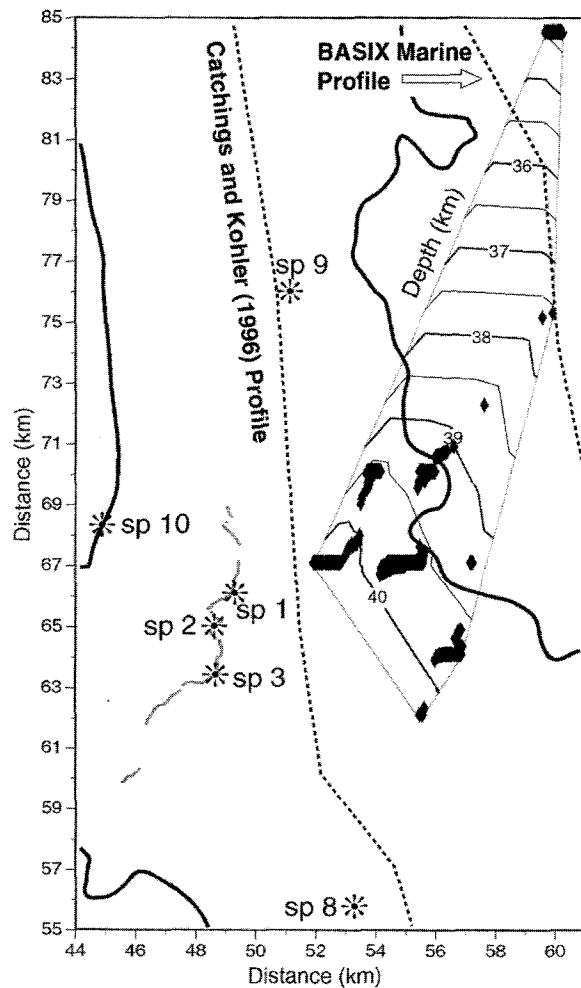 85
83
81
79
77
75
73
71
69
67
65
63
61
59
57
55
Distance (km)
44
46
48
50
52
54
56
58
60
Distance (km)
BASIX Marine
Profile
Catchings and Kohler (1996) Profile
Depth (km)
36
37
38
39
40
sp 9
sp 10
sp 1
sp 2
sp 3
sp 8